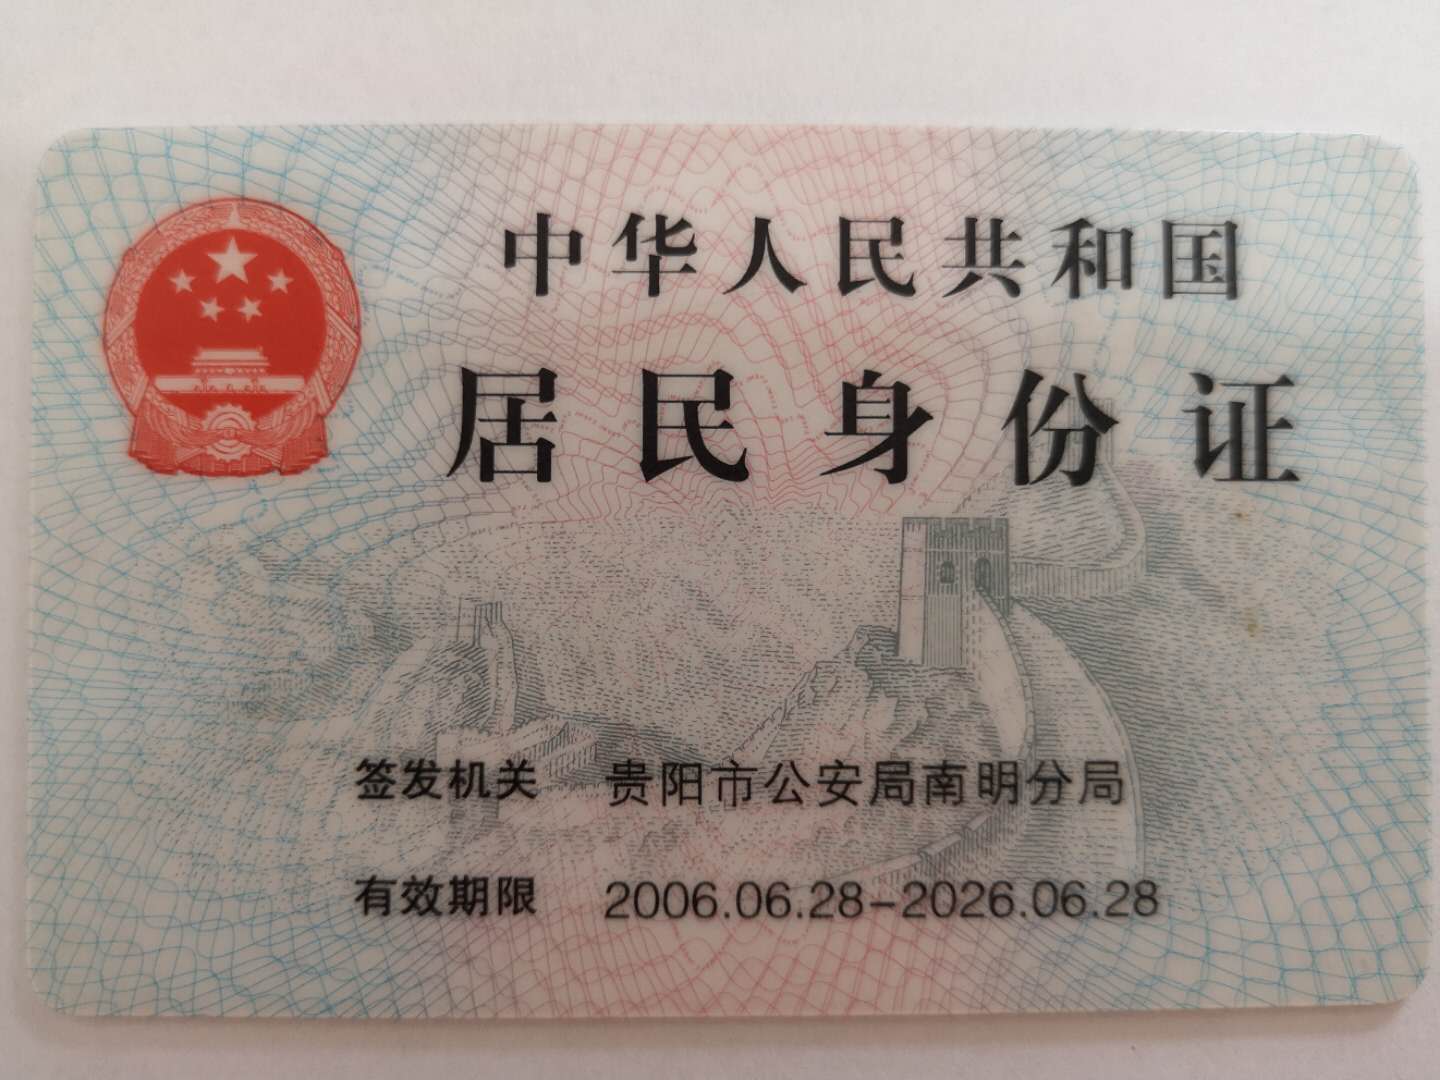 中华人民共和国
居民身份证
签发机关 贵阳市公安局南明分局
有效期限 2006.06.28-2026.06.28